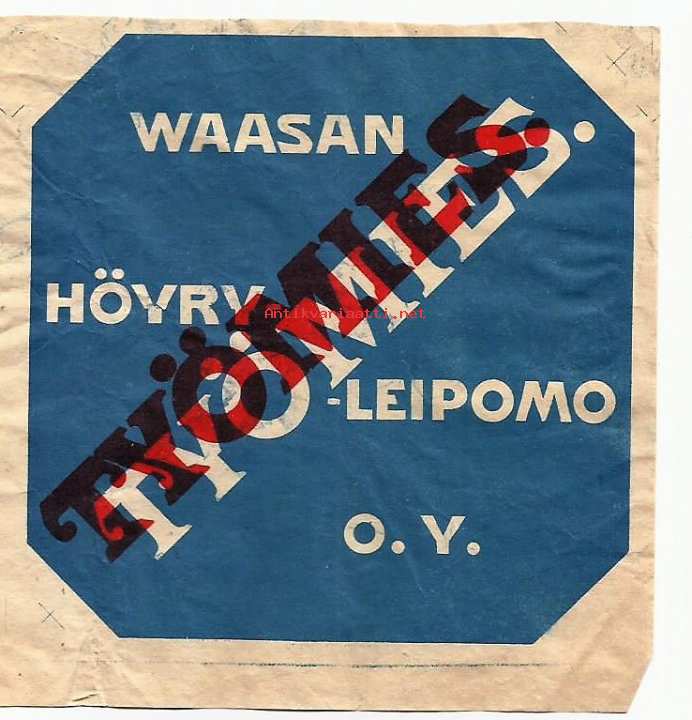 WAASAN
TYÖMIES.
HÖYRY
-LEIPOMO
O. Y.
Antikvariaatti.net